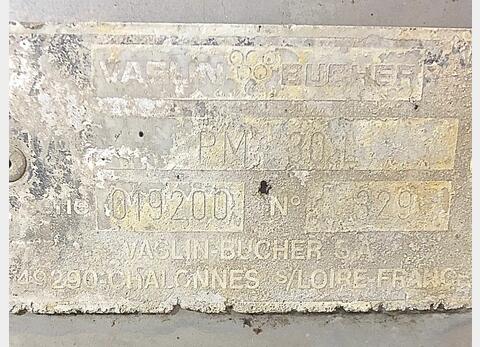 VASLIN BUCHER
PM 30 L
019200 N° 329
VASLIN-BUCHER S.A
49290-CHALONNES S/LOIRE-FRANC